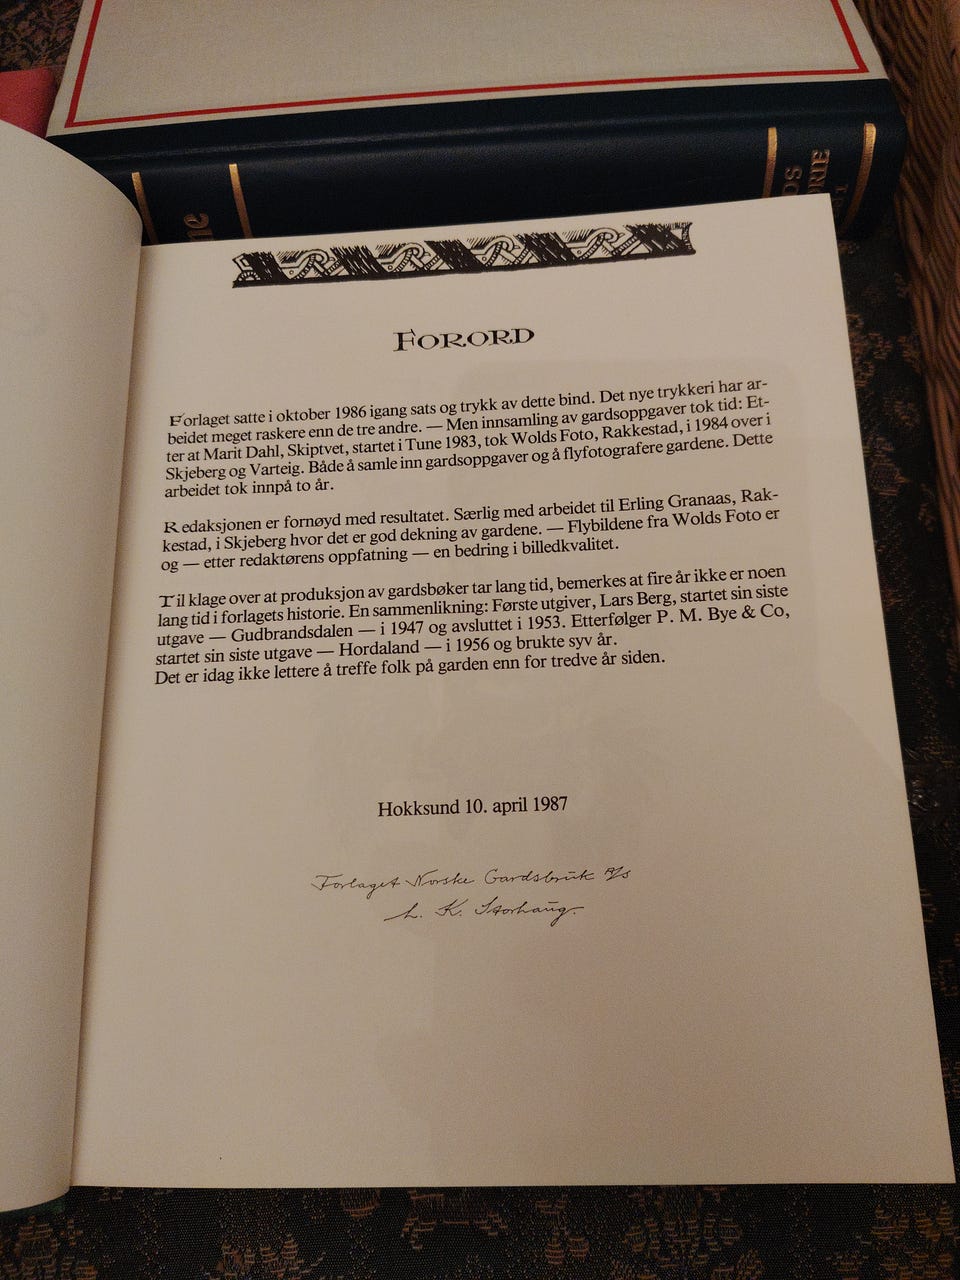 FORORD
Forlaget satte i oktober 1986 igang sats og trykk av dette bind. Det nye trykkeri har ar-
beidet meget raskere enn de tre andre. — Men innsamling av gardsoppgaver tok tid: Et-
ter at Marit Dahl, Skiptvet, startet i Tune 1983, tok Wolds Foto, Rakkestad, i 1984 over i
Skjeberg og Varteig. Både å samle inn gardsoppgaver og å flyfotografere gardene. Dette
arbeidet tok innpå to år.
Redaksjonen er fornøyd med resultatet. Særlig med arbeidet til Erling Granaas, Rak-
kestad, i Skjeberg hvor det er god dekning av gardene. — Flybildene fra Wolds Foto er
og — etter redaktørens oppfatning — en bedring i billedkvalitet.
Til klage over at produksjon av gardsbøker tar lang tid, bemerkes at fire år ikke er noen
lang tid i forlagets historie. En sammenlikning: Første utgiver, Lars Berg, startet sin siste
utgave — Gudbrandsdalen — i 1947 og avsluttet i 1953. Etterfølger P. M. Bye & Co,
startet sin siste utgave — Hordaland — i 1956 og brukte syv år.
Det er idag ikke lettere å treffe folk på garden enn for tredve år siden.
Hokksund 10. april 1987
Forlaget Norske Gardsbruk A/s
L. K. Storhaug.